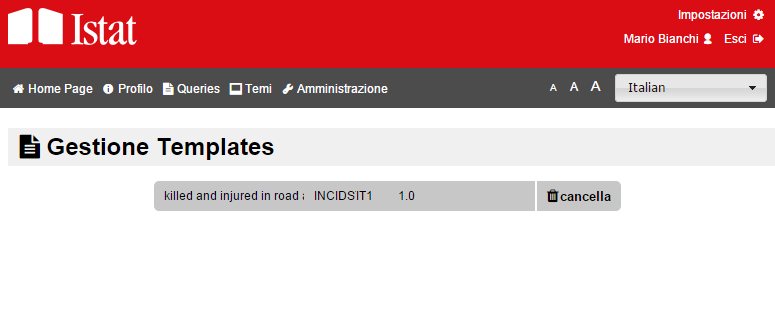 Istat
Impostazioni
Mario Bianchi Esci
Home Page Profilo Queries Temi Amministrazione A A A Italian
Gestione Templates
killed and injured in road INCIDSIT1 1.0 cancella